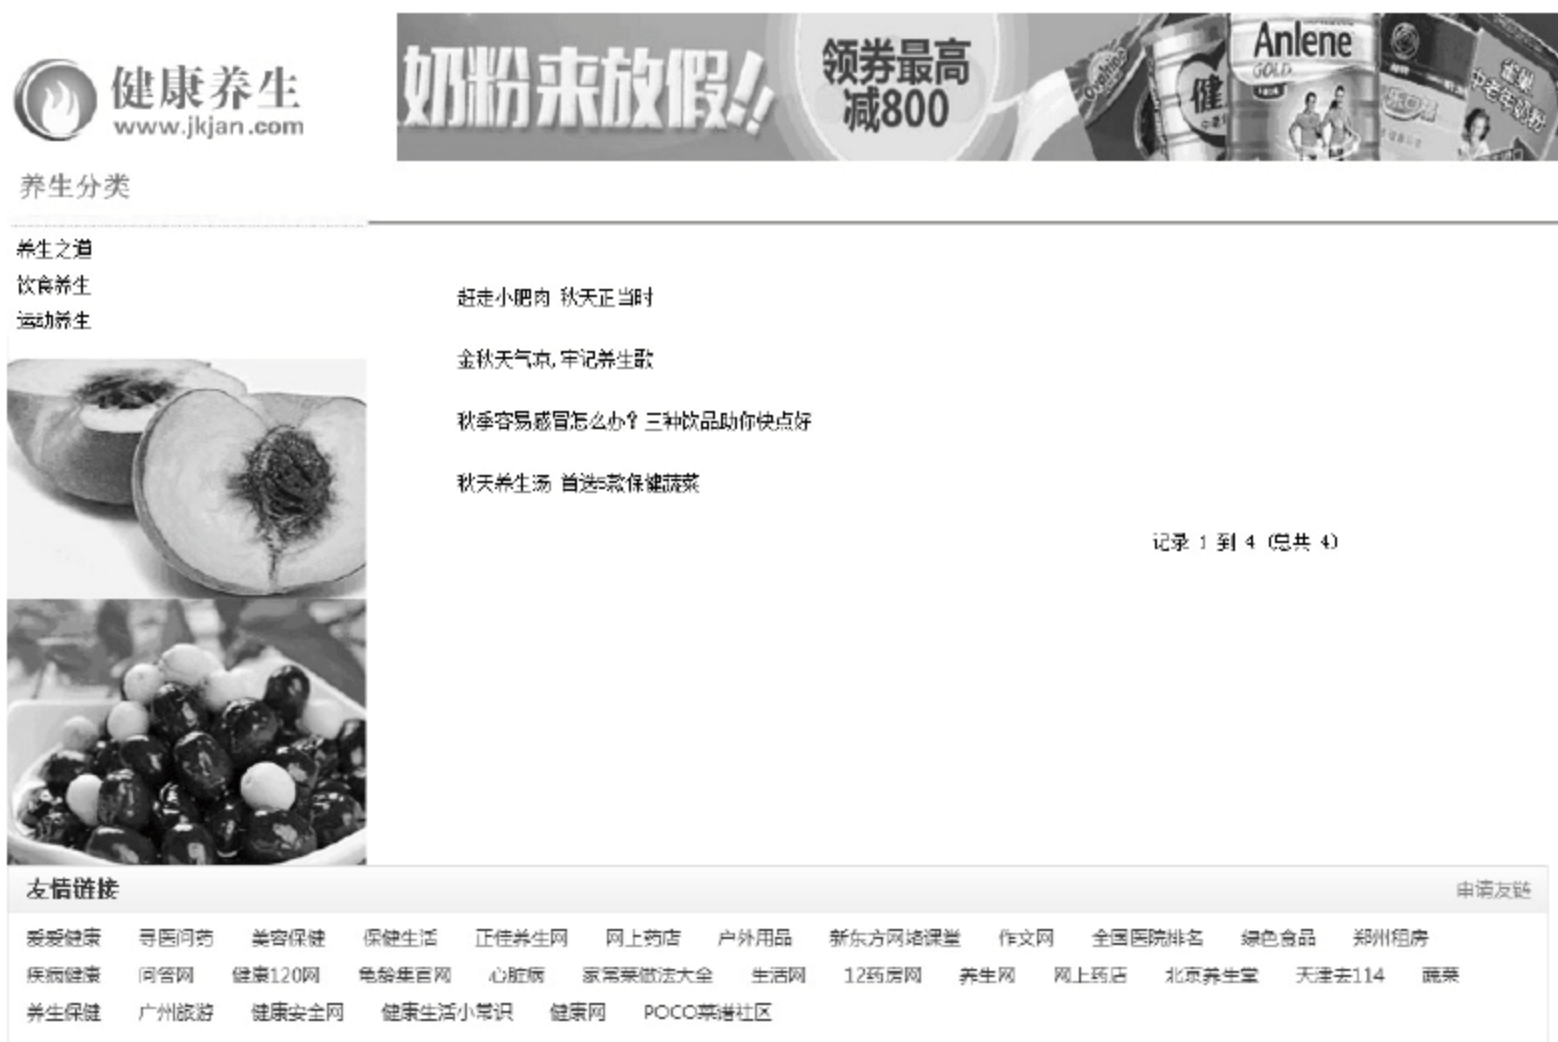 健康养生
www.jkjan.com
奶粉来放假!!
领券最高
减800
Anlene
GOLD
健
中老年奶粉
养生分类
养生之道
饮食养生
运动养生
赶走小肥肉 秋天正当时
金秋天气凉,牢记养生歌
秋季容易感冒怎么办？三种饮品助你快点好
秋天养生汤 首选5款保健蔬菜
记录 1 到 4 (总共 4)
友情链接 申请友链
爱爱健康 寻医问药 美容保健 保健生活 正佳养生网 网上药店 户外用品 新东方网络课堂 作文网 全国医院排名 绿色食品 郑州租房
疾病健康 问答网 健康120网 龟龄集官网 心脏病 家常菜做法大全 生活网 12药房网 养生网 网上药店 北京养生堂 天津去114 蔬菜
养生保健 广州旅游 健康安全网 健康生活小常识 健康网 POCO菜谱社区